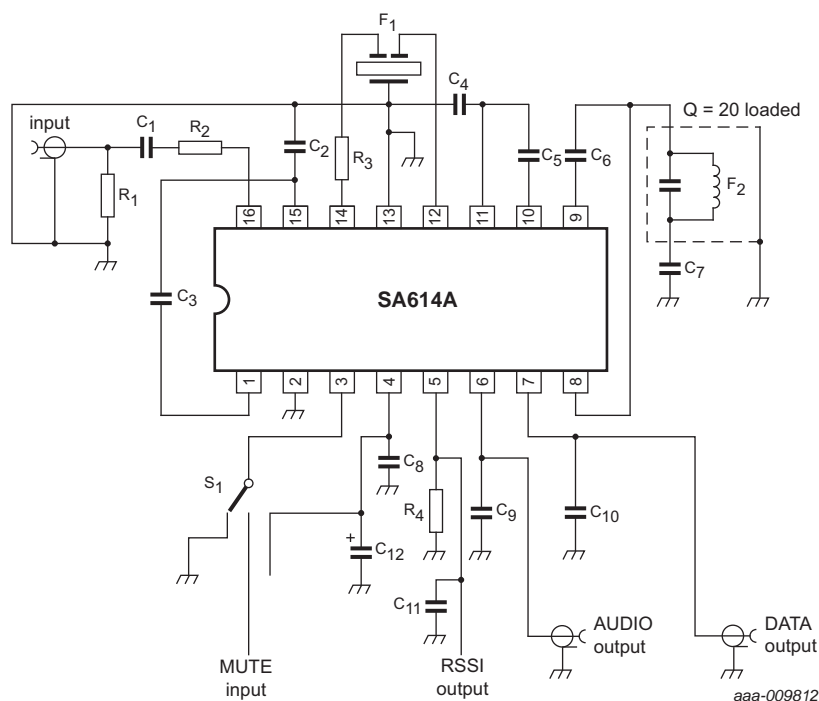 F1
C4
Q = 20 loaded
input
C1
R2
C2
R3
C5
C6
F2
R1
16
15
14
13
12
11
10
9
C7
C3
SA614A
1
2
3
4
5
6
7
8
S1
C8
R4
C9
C10
+
C12
C11
AUDIO
output
DATA
output
MUTE
input
RSSI
output
aaa-009812